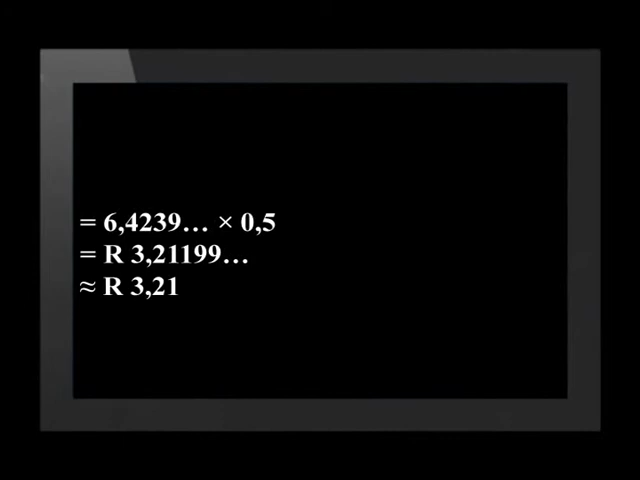 = 6,4239… × 0,5
= R 3,21199…
≈ R 3,21